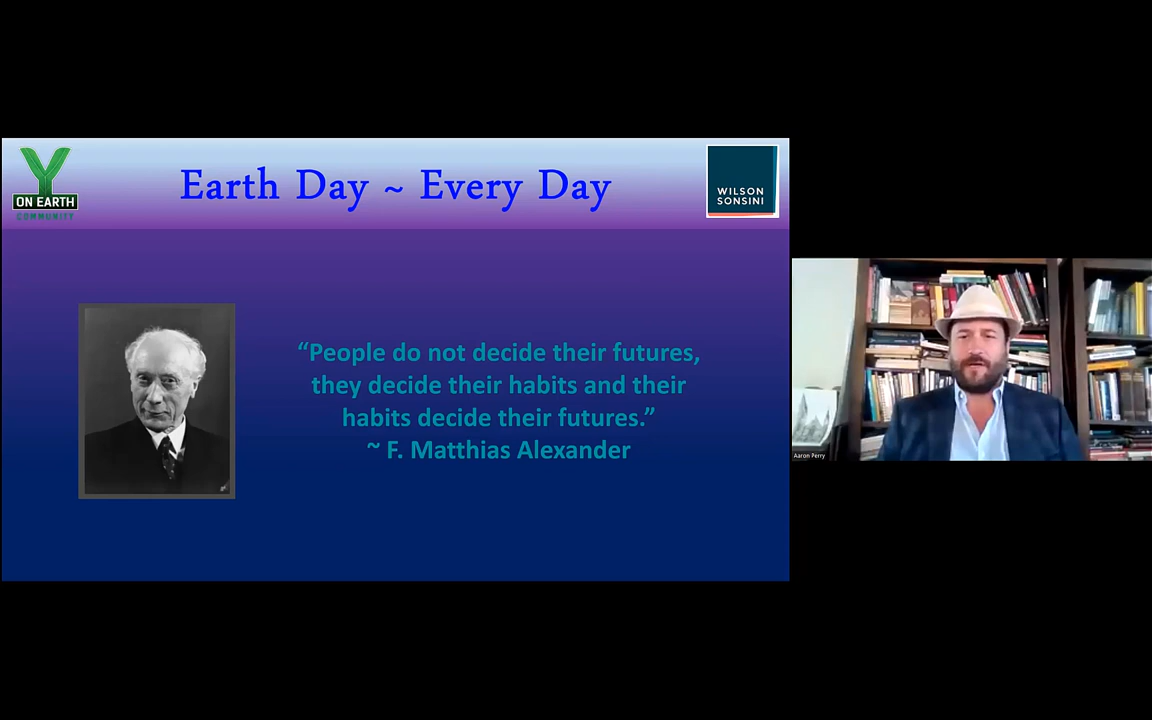 Y
ON EARTH
COMMUNITY
Earth Day ~ Every Day
WILSON
SONSINI
“People do not decide their futures,
they decide their habits and their
habits decide their futures.”
~ F. Matthias Alexander
Aaron Perry